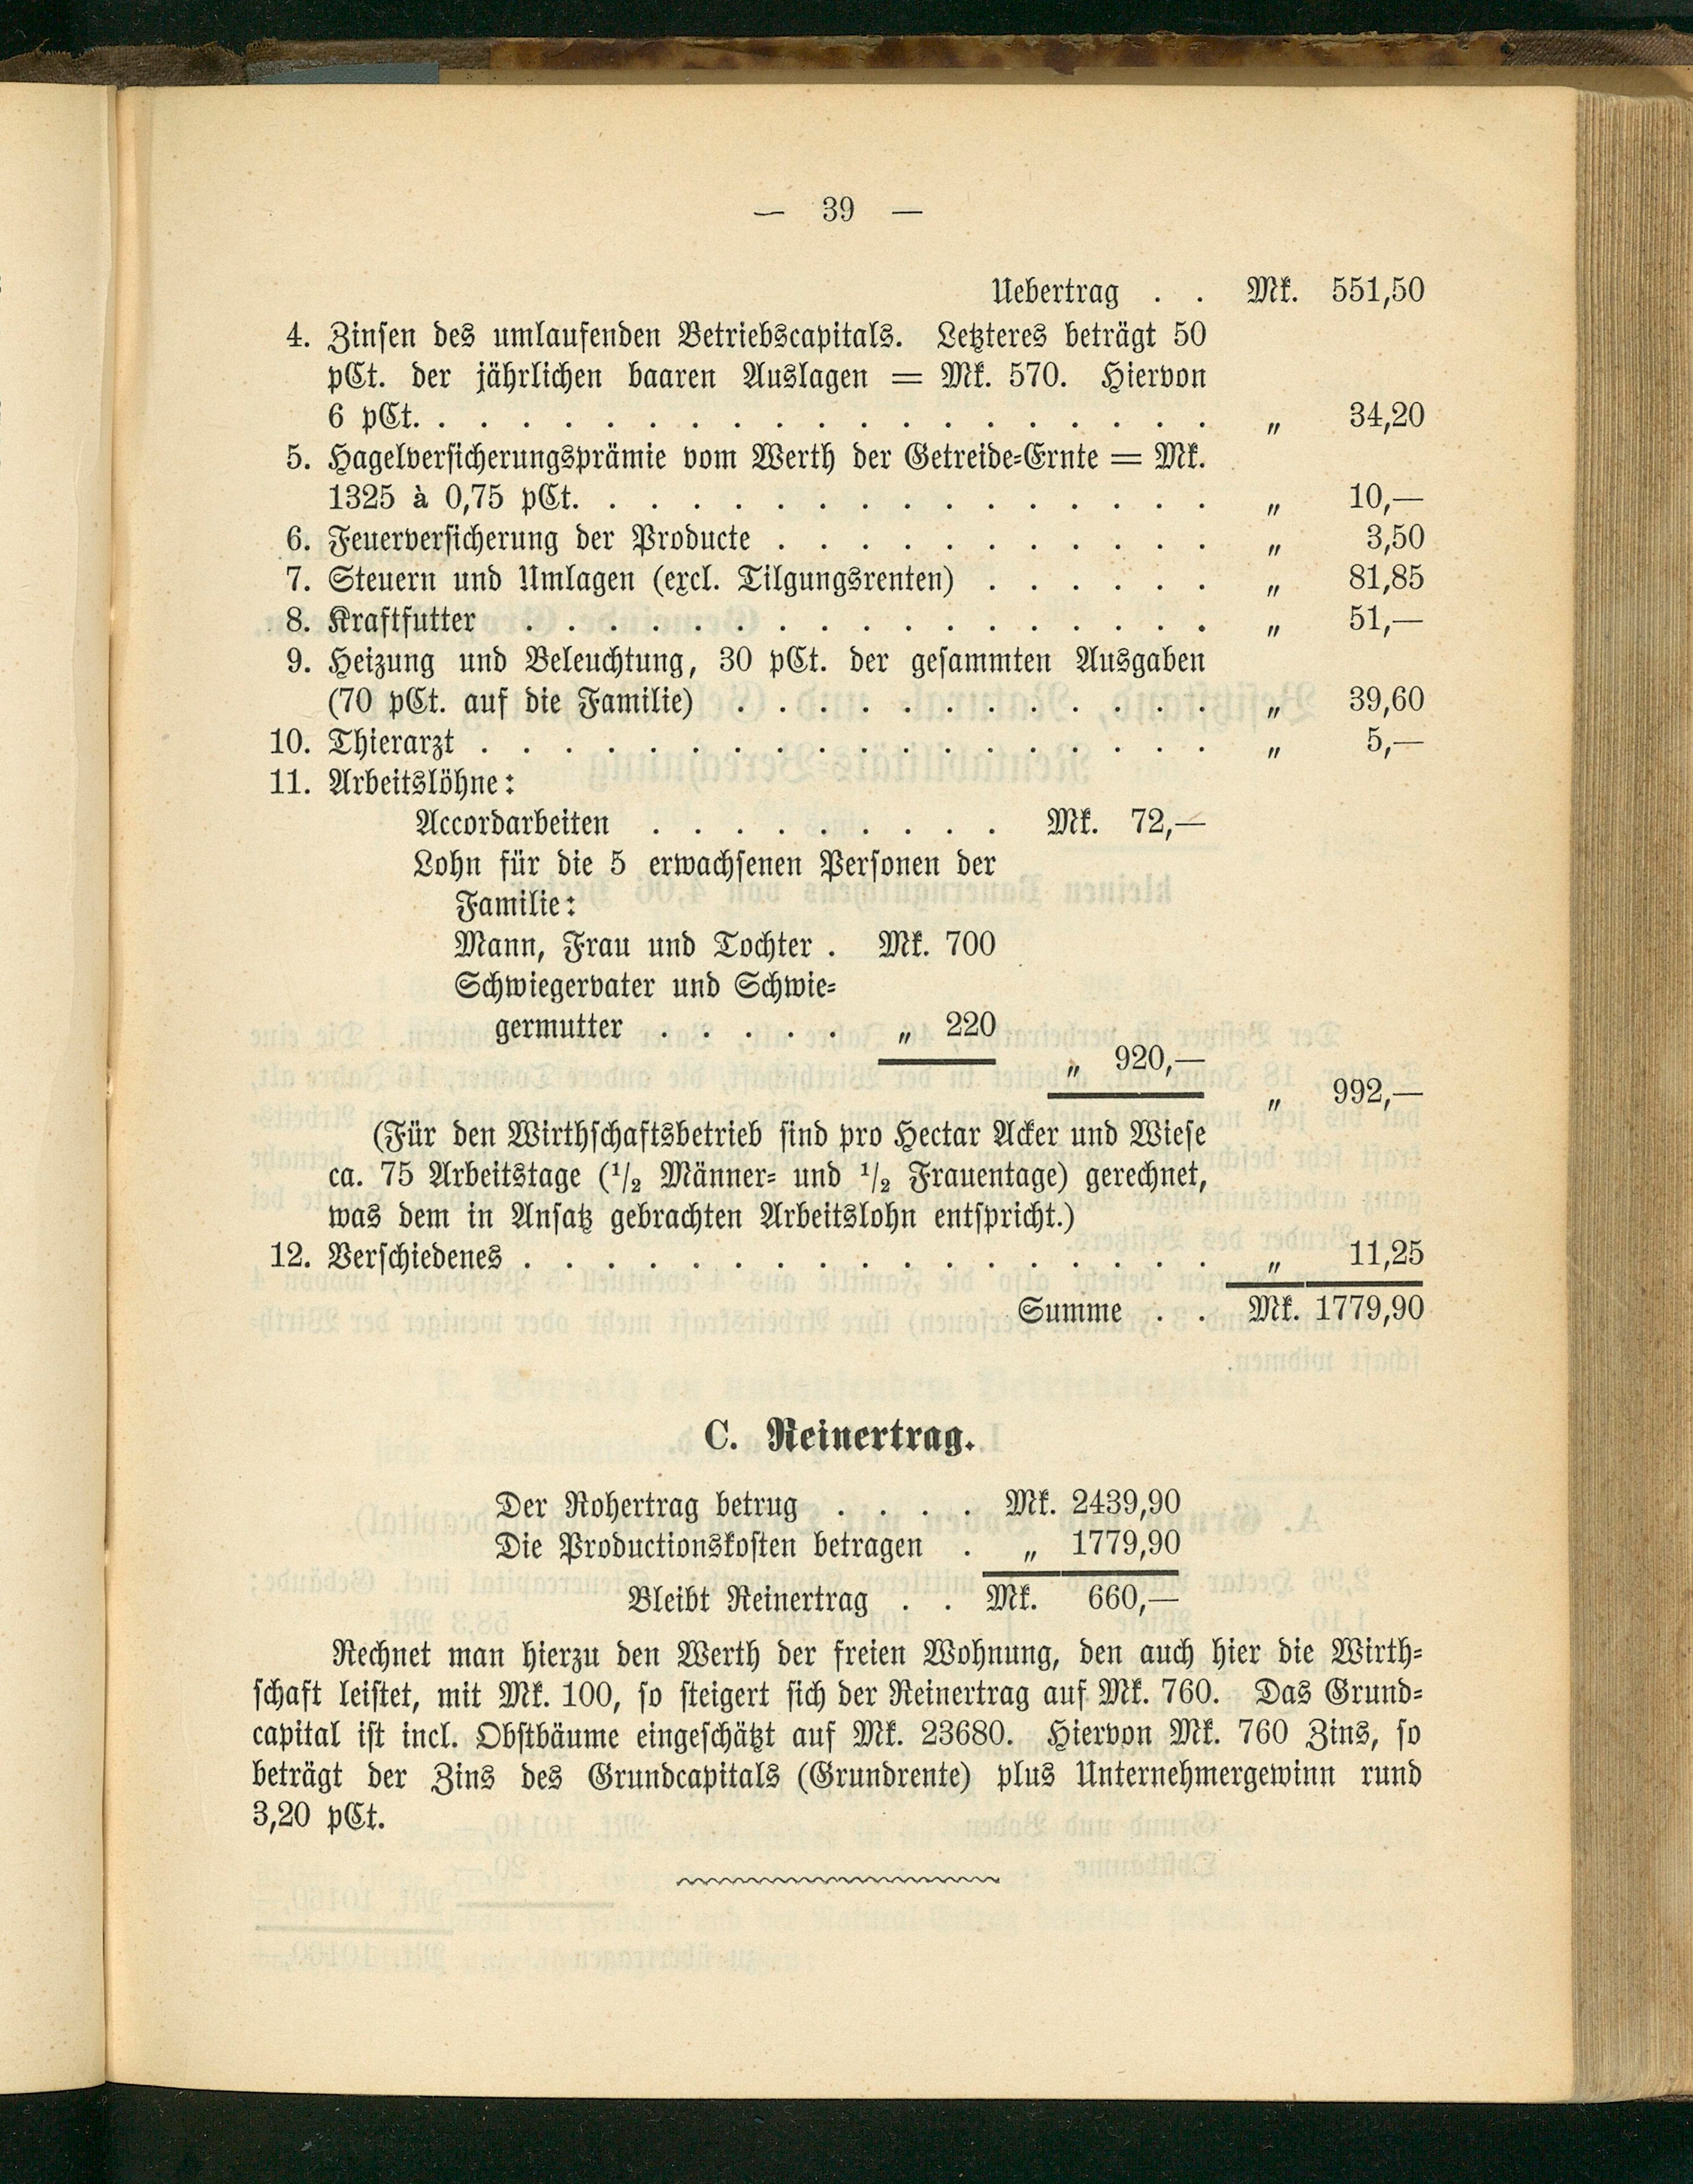 — 39 —
Uebertrag . . Mk. 551,50
4. Zinsen des umlaufenden Betriebscapitals. Letzteres beträgt 50
pCt. der jährlichen baaren Auslagen = Mk. 570. Hiervon
6 pCt. . . . . . . . . . . . . . . . . . . . „ 34,20
5. Hagelversicherungsprämie vom Werth der Getreide-Ernte = Mk.
1325 à 0,75 pCt. . . . . . . . . . . . . . . . „ 10,—
6. Feuerversicherung der Producte . . . . . . . . . . . „ 3,50
7. Steuern und Umlagen (excl. Tilgungsrenten) . . . . . . „ 81,85
8. Kraftfutter . . . . . . . . . . . . . . . . . „ 51,—
9. Heizung und Beleuchtung, 30 pCt. der gesammten Ausgaben
(70 pCt. auf die Familie) . . . . . . . . . . . . „ 39,60
10. Thierarzt . . . . . . . . . . . . . . . . . . „ 5,—
11. Arbeitslöhne:
Accordarbeiten . . . . . . . . . Mk. 72,—
Lohn für die 5 erwachsenen Personen der
Familie:
Mann, Frau und Tochter . Mk. 700
Schwiegervater und Schwie-
germutter . . . . . „ 220
„ 920,—
„ 992,—
(Für den Wirthschaftsbetrieb sind pro Hectar Acker und Wiese
ca. 75 Arbeitstage (1/2 Männer- und 1/2 Frauentage) gerechnet,
was dem in Ansatz gebrachten Arbeitslohn entspricht.)
12. Verschiedenes . . . . . . . . . . . . . . . . . „ 11,25
Summe . . Mk. 1779,90
C. Reinertrag.
Der Rohertrag betrug . . . . Mk. 2439,90
Die Productionskosten betragen . „ 1779,90
Bleibt Reinertrag . . Mk. 660,—
Rechnet man hierzu den Werth der freien Wohnung, den auch hier die Wirth-
schaft leistet, mit Mk. 100, so steigert sich der Reinertrag auf Mk. 760. Das Grund-
capital ist incl. Obstbäume eingeschätzt auf Mk. 23680. Hiervon Mk. 760 Zins, so
beträgt der Zins des Grundcapitals (Grundrente) plus Unternehmergewinn rund
3,20 pCt.